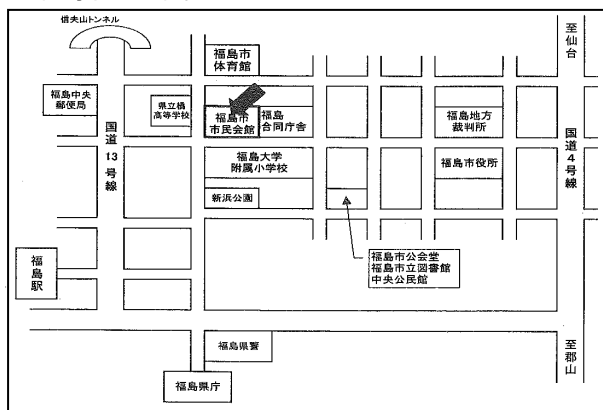 信夫山トンネル
至仙台
福島市
体育館
福島中央
郵便局
県立橘
高等学校
福島市
市民会館
福島
合同庁舎
福島地方
裁判所
国道13号線
国道4号線
福島大学
附属小学校
福島市役所
新浜公園
福島駅
福島市公会堂
福島市立図書館
中央公民館
福島県警
至郡山
福島県庁